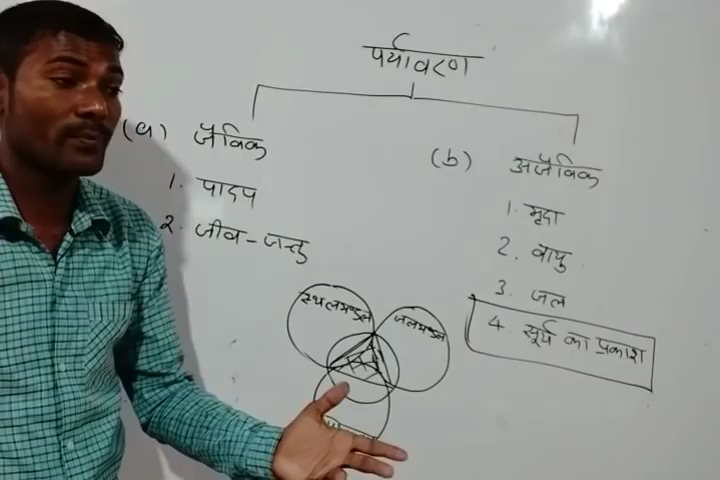 पर्यावरण
(a) जैविक
1. पादप
2. जीव-जन्तु
(b) अजैविक
1. मृदा
2. वायु
3. जल
4. सूर्य का प्रकाश
स्थलमण्डल
जलमण्डल